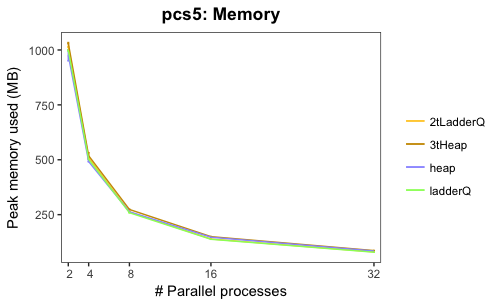 pcs5: Memory
Peak memory used (MB)
1000
750
500
250
2 4 8 16 32
# Parallel processes
2tLadderQ
3tHeap
heap
ladderQ